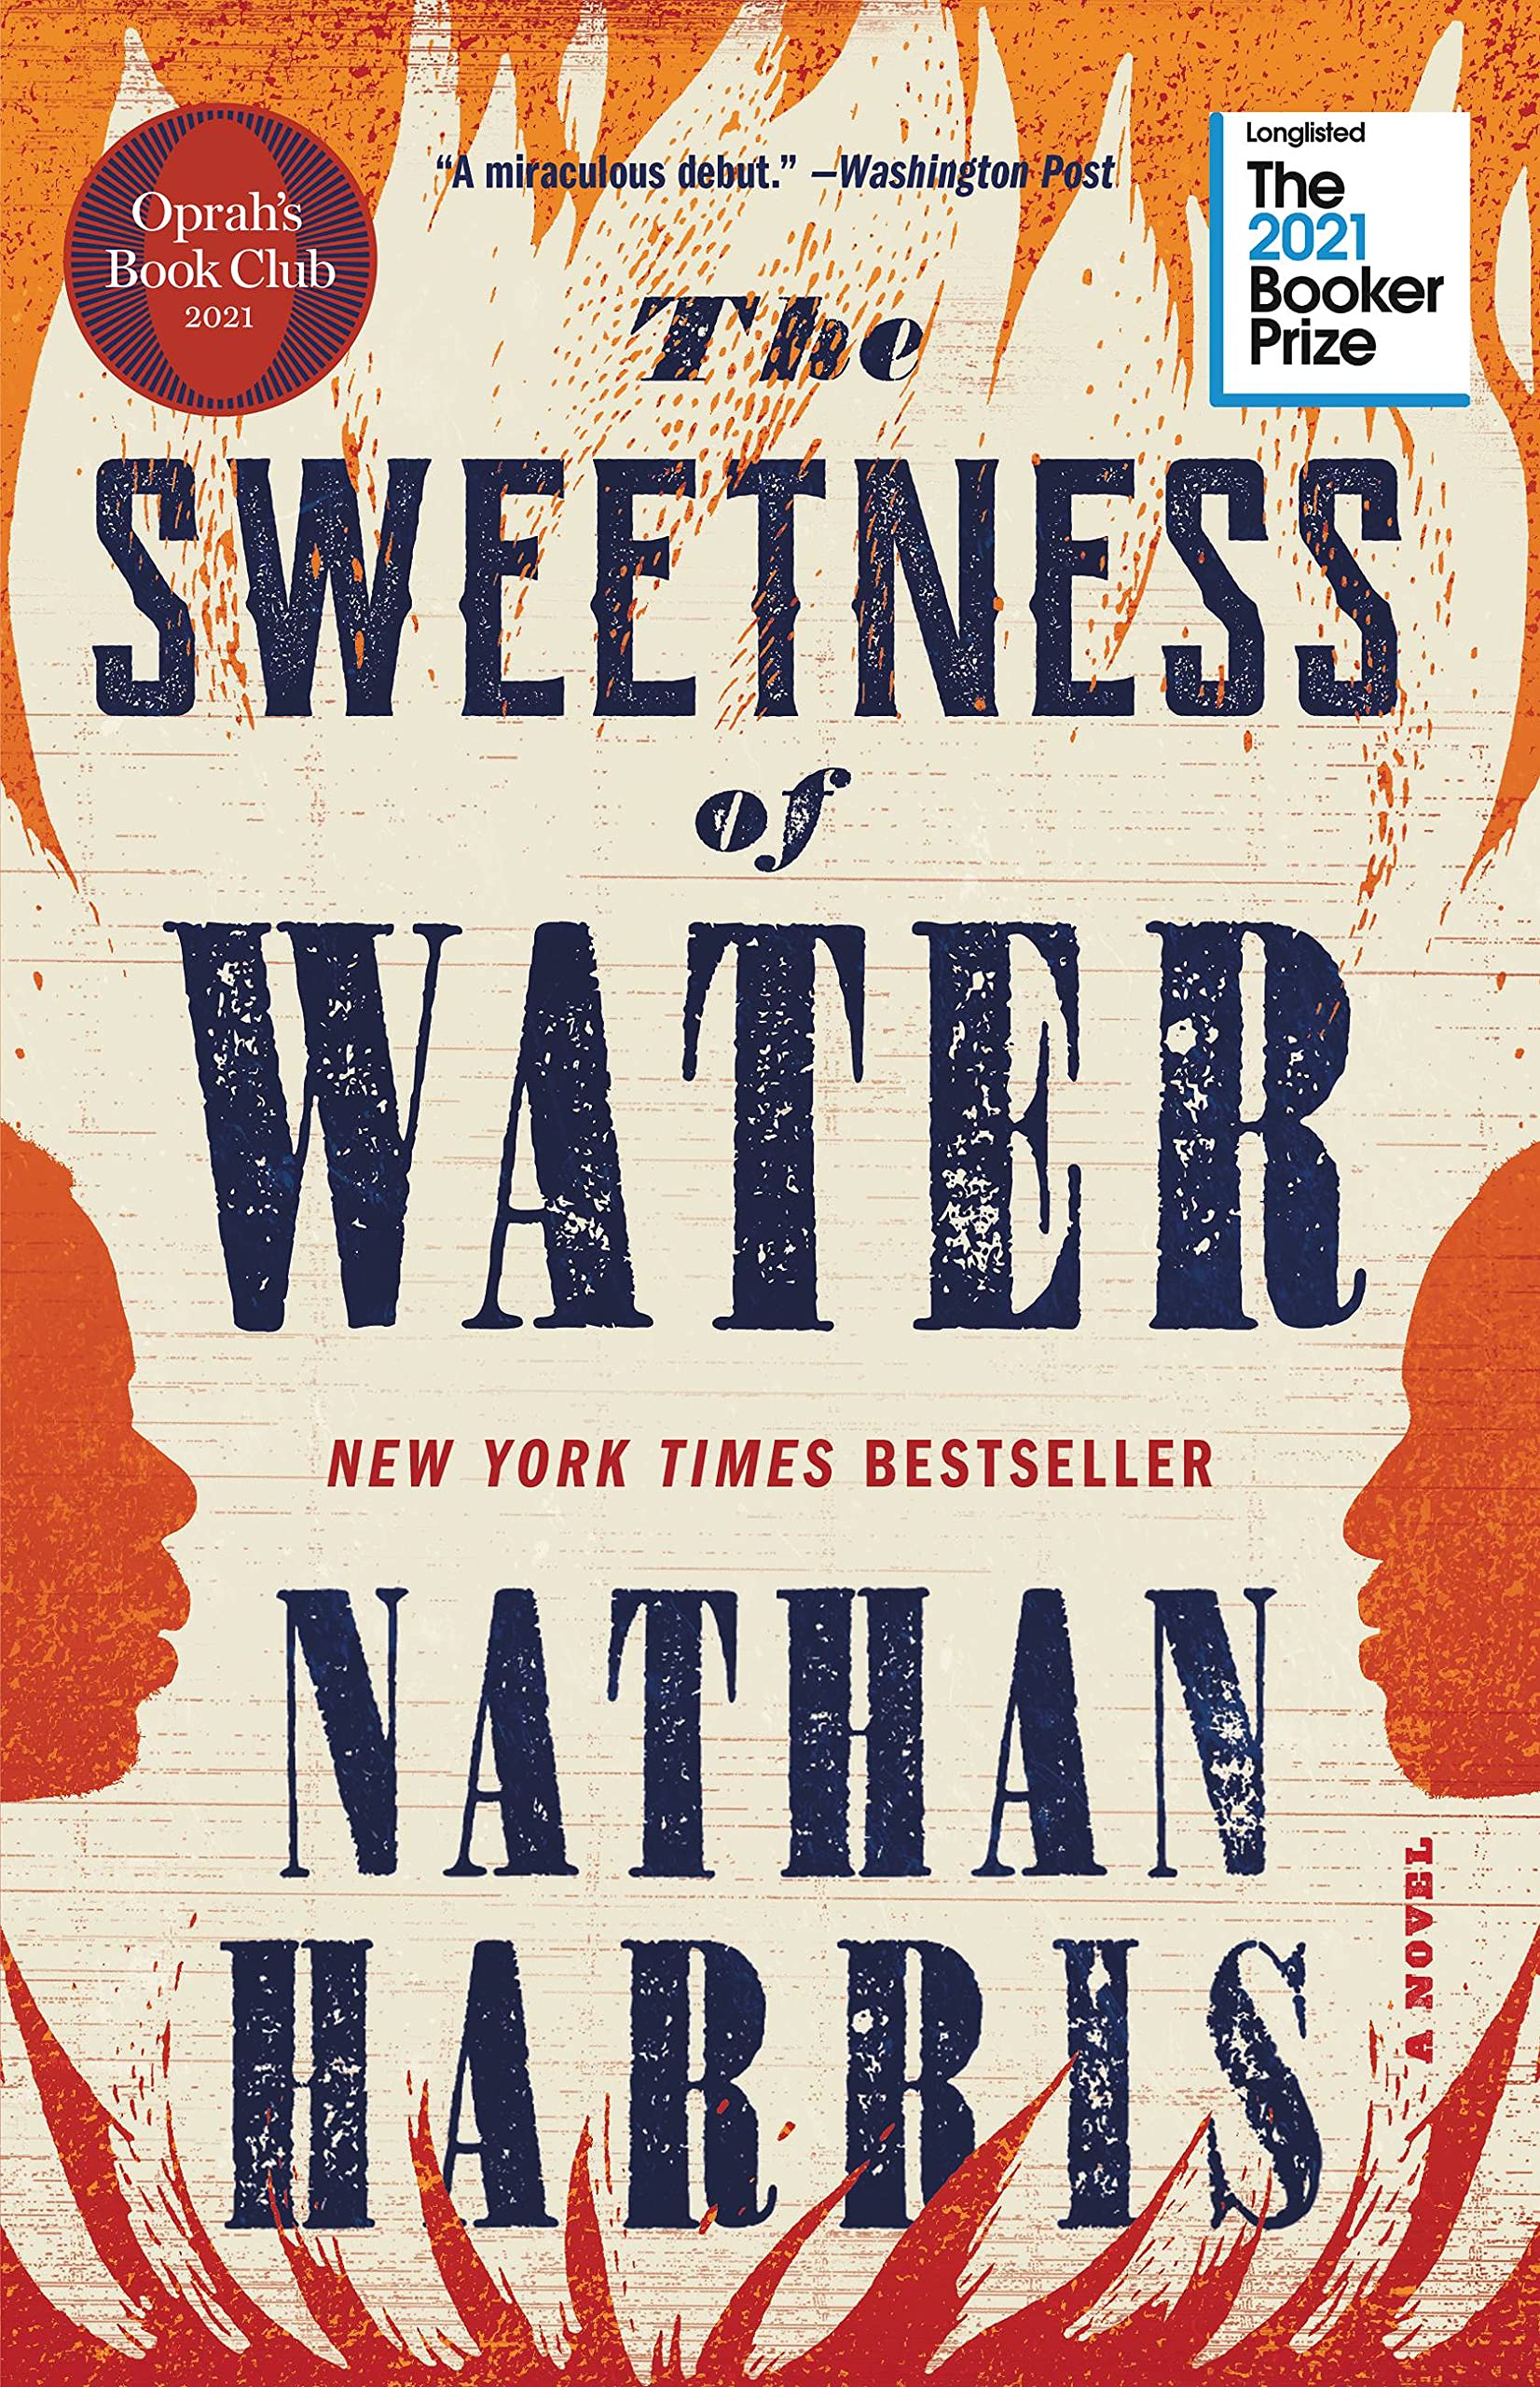 Oprah's
Book Club
2021
“A miraculous debut.” —Washington Post
Longlisted
The
2021
Booker
Prize
The
SWEETNESS
of
WATER
NEW YORK TIMES BESTSELLER
NATHAN
HARRIS
A NOVEL